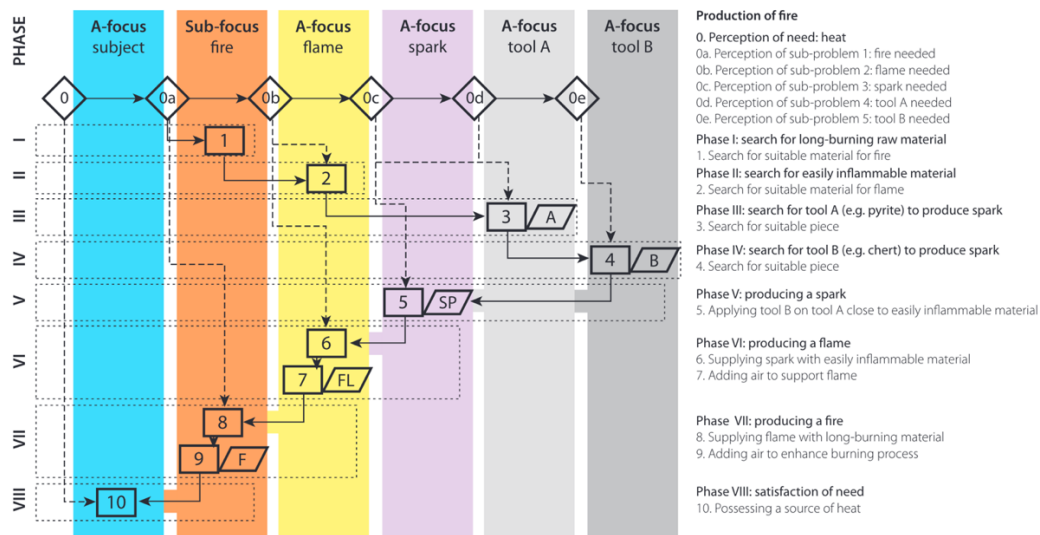 PHASE
A-focus
subject
Sub-focus
fire
A-focus
flame
A-focus
spark
A-focus
tool A
A-focus
tool B
0
0a
0b
0c
0d
0e
I
1
II
2
III
3
A
IV
4
B
V
5
SP
VI
6
7
FL
VII
8
9
F
VIII
10
Production of fire
0. Perception of need: heat
0a. Perception of sub-problem 1: fire needed
0b. Perception of sub-problem 2: flame needed
0c. Perception of sub-problem 3: spark needed
0d. Perception of sub-problem 4: tool A needed
0e. Perception of sub-problem 5: tool B needed
Phase I: search for long-burning raw material
1. Search for suitable material for fire
Phase II: search for easily inflammable material
2. Search for suitable material for flame
Phase III: search for tool A (e.g. pyrite) to produce spark
3. Search for suitable piece
Phase IV: search for tool B (e.g. chert) to produce spark
4. Search for suitable piece
Phase V: producing a spark
5. Applying tool B on tool A close to easily inflammable material
Phase VI: producing a flame
6. Supplying spark with easily inflammable material
7. Adding air to support flame
Phase VII: producing a fire
8. Supplying flame with long-burning material
9. Adding air to enhance burning process
Phase VIII: satisfaction of need
10. Possessing a source of heat